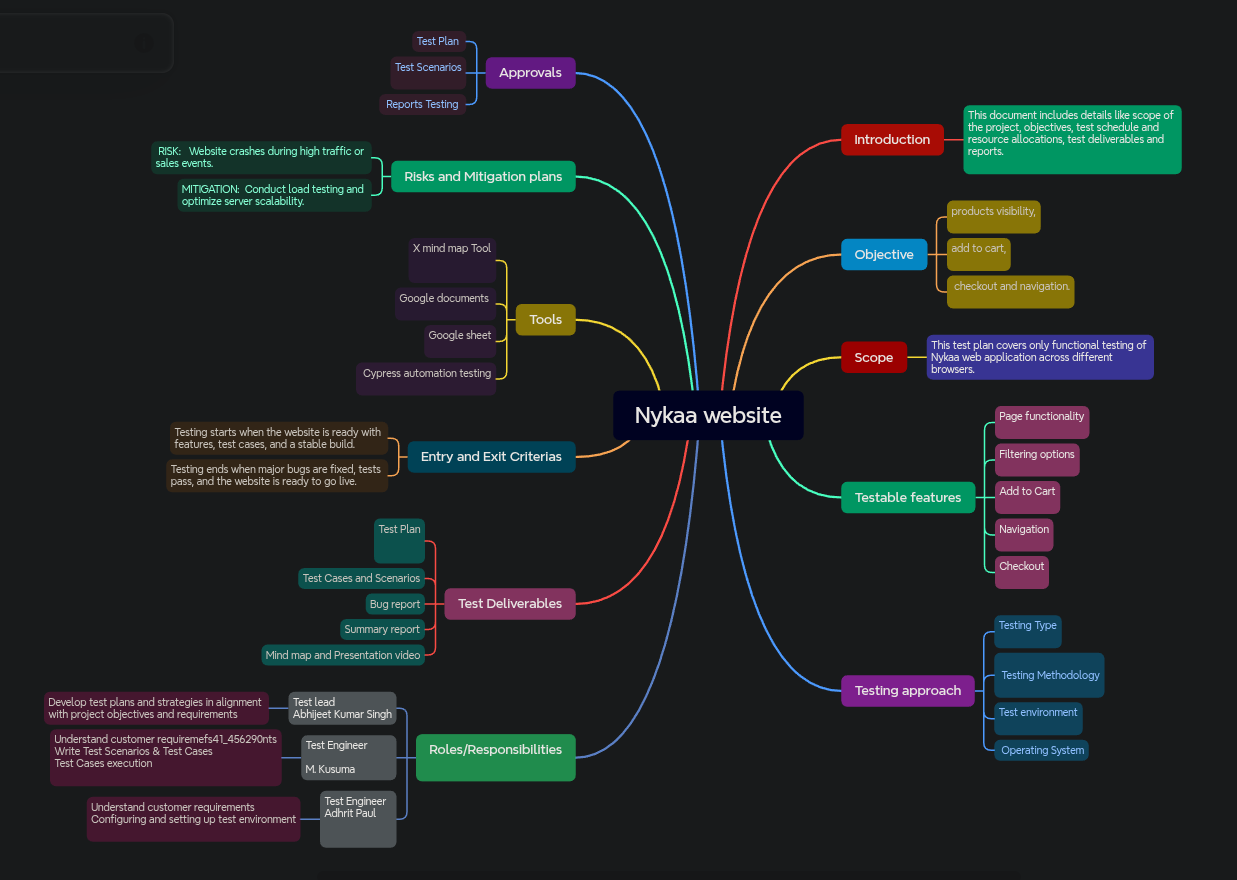 Nykaa website
Introduction
This document includes details like scope of
the project, objectives, test schedule and
resource allocations, test deliverables and
reports.
Objective
products visibility,
add to cart,
checkout and navigation.
Scope
This test plan covers only functional testing of
Nykaa web application across different
browsers.
Testable features
Page functionality
Filtering options
Add to Cart
Navigation
Checkout
Testing approach
Testing Type
Testing Methodology
Test environment
Operating System
Approvals
Test Plan
Test Scenarios
Reports Testing
Risks and Mitigation plans
RISK: Website crashes during high traffic or
sales events.
MITIGATION: Conduct load testing and
optimize server scalability.
Tools
X mind map Tool
Google documents
Google sheet
Cypress automation testing
Entry and Exit Criterias
Testing starts when the website is ready with
features, test cases, and a stable build.
Testing ends when major bugs are fixed, tests
pass, and the website is ready to go live.
Test Deliverables
Test Plan
Test Cases and Scenarios
Bug report
Summary report
Mind map and Presentation video
Roles/Responsibilities
Test lead
Abhijeet Kumar Singh
Develop test plans and strategies in alignment
with project objectives and requirements
Test Engineer
M. Kusuma
Understand customer requiremefs41_456290nts
Write Test Scenarios & Test Cases
Test Cases execution
Test Engineer
Adhrit Paul
Understand customer requirements
Configuring and setting up test environment